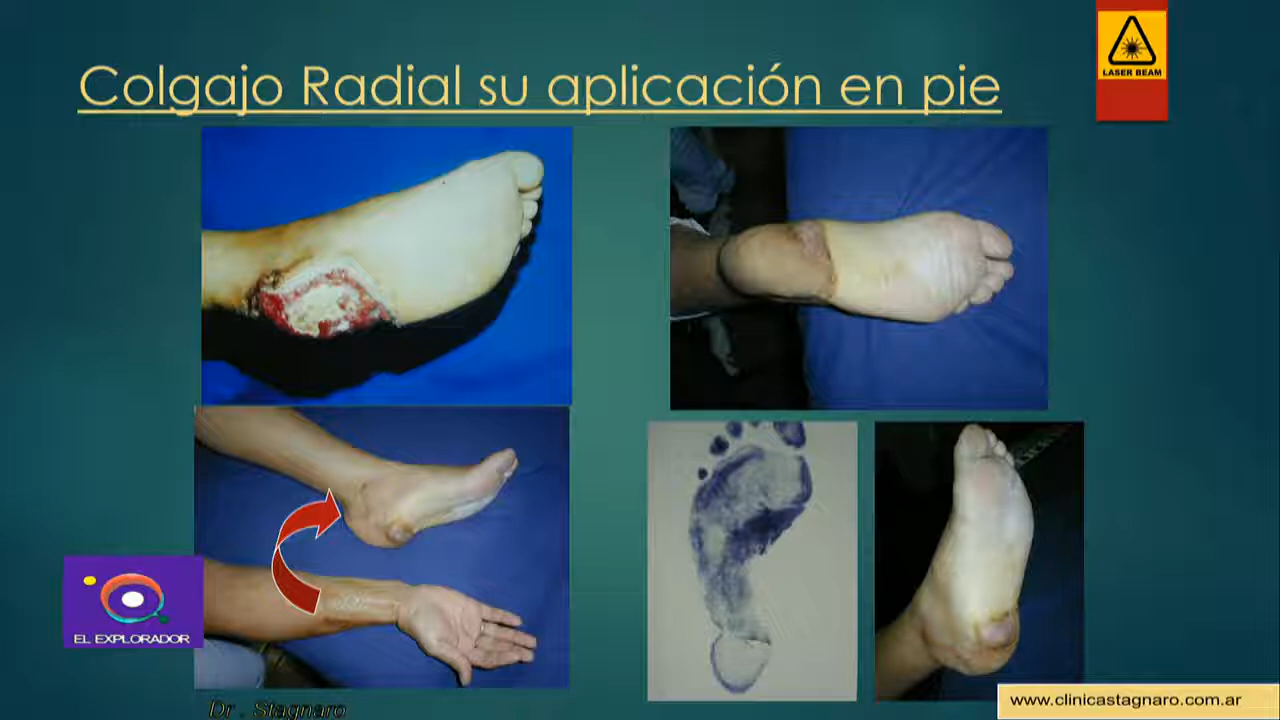 Colgajo Radial su aplicación en pie
LASER BEAM
EL EXPLORADOR
Dr . Stagnaro
www.clinicastagnaro.com.ar